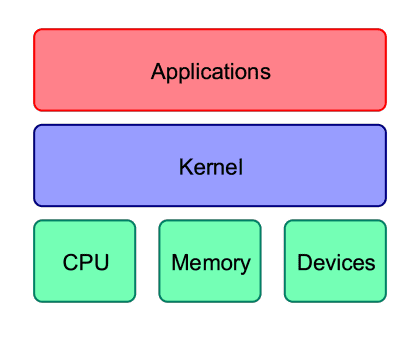 Applications
Kernel
CPU
Memory
Devices